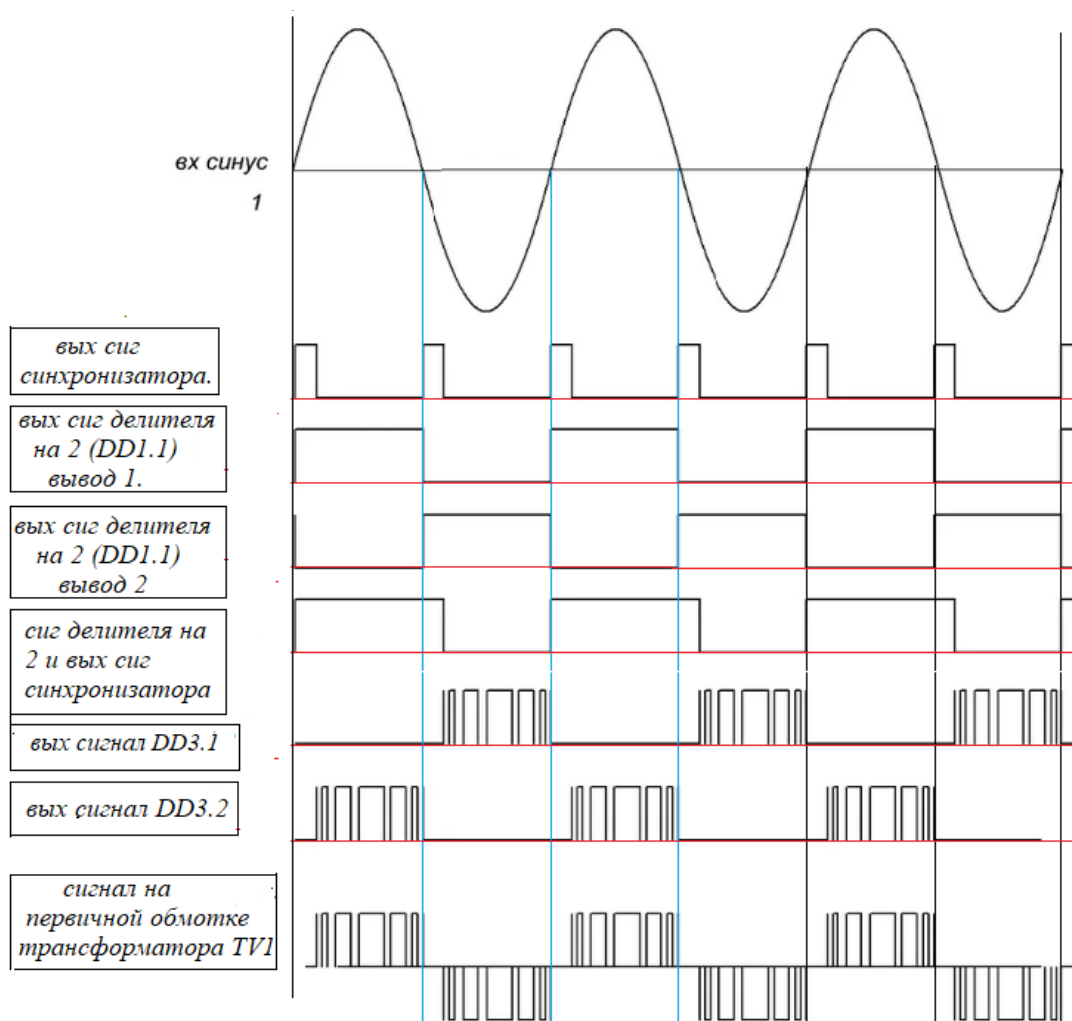 вх синус
1
вых сиг
синхронизатора.
вых сиг делителя
на 2 (DD1.1)
вывод 1.
вых сиг делителя
на 2 (DD1.1)
вывод 2
сиг делителя на
2 и вых сиг
синхронизатора
вых сигнал DD3.1
вых сигнал DD3.2
сигнал на
первичной обмотке
трансформатора TV1